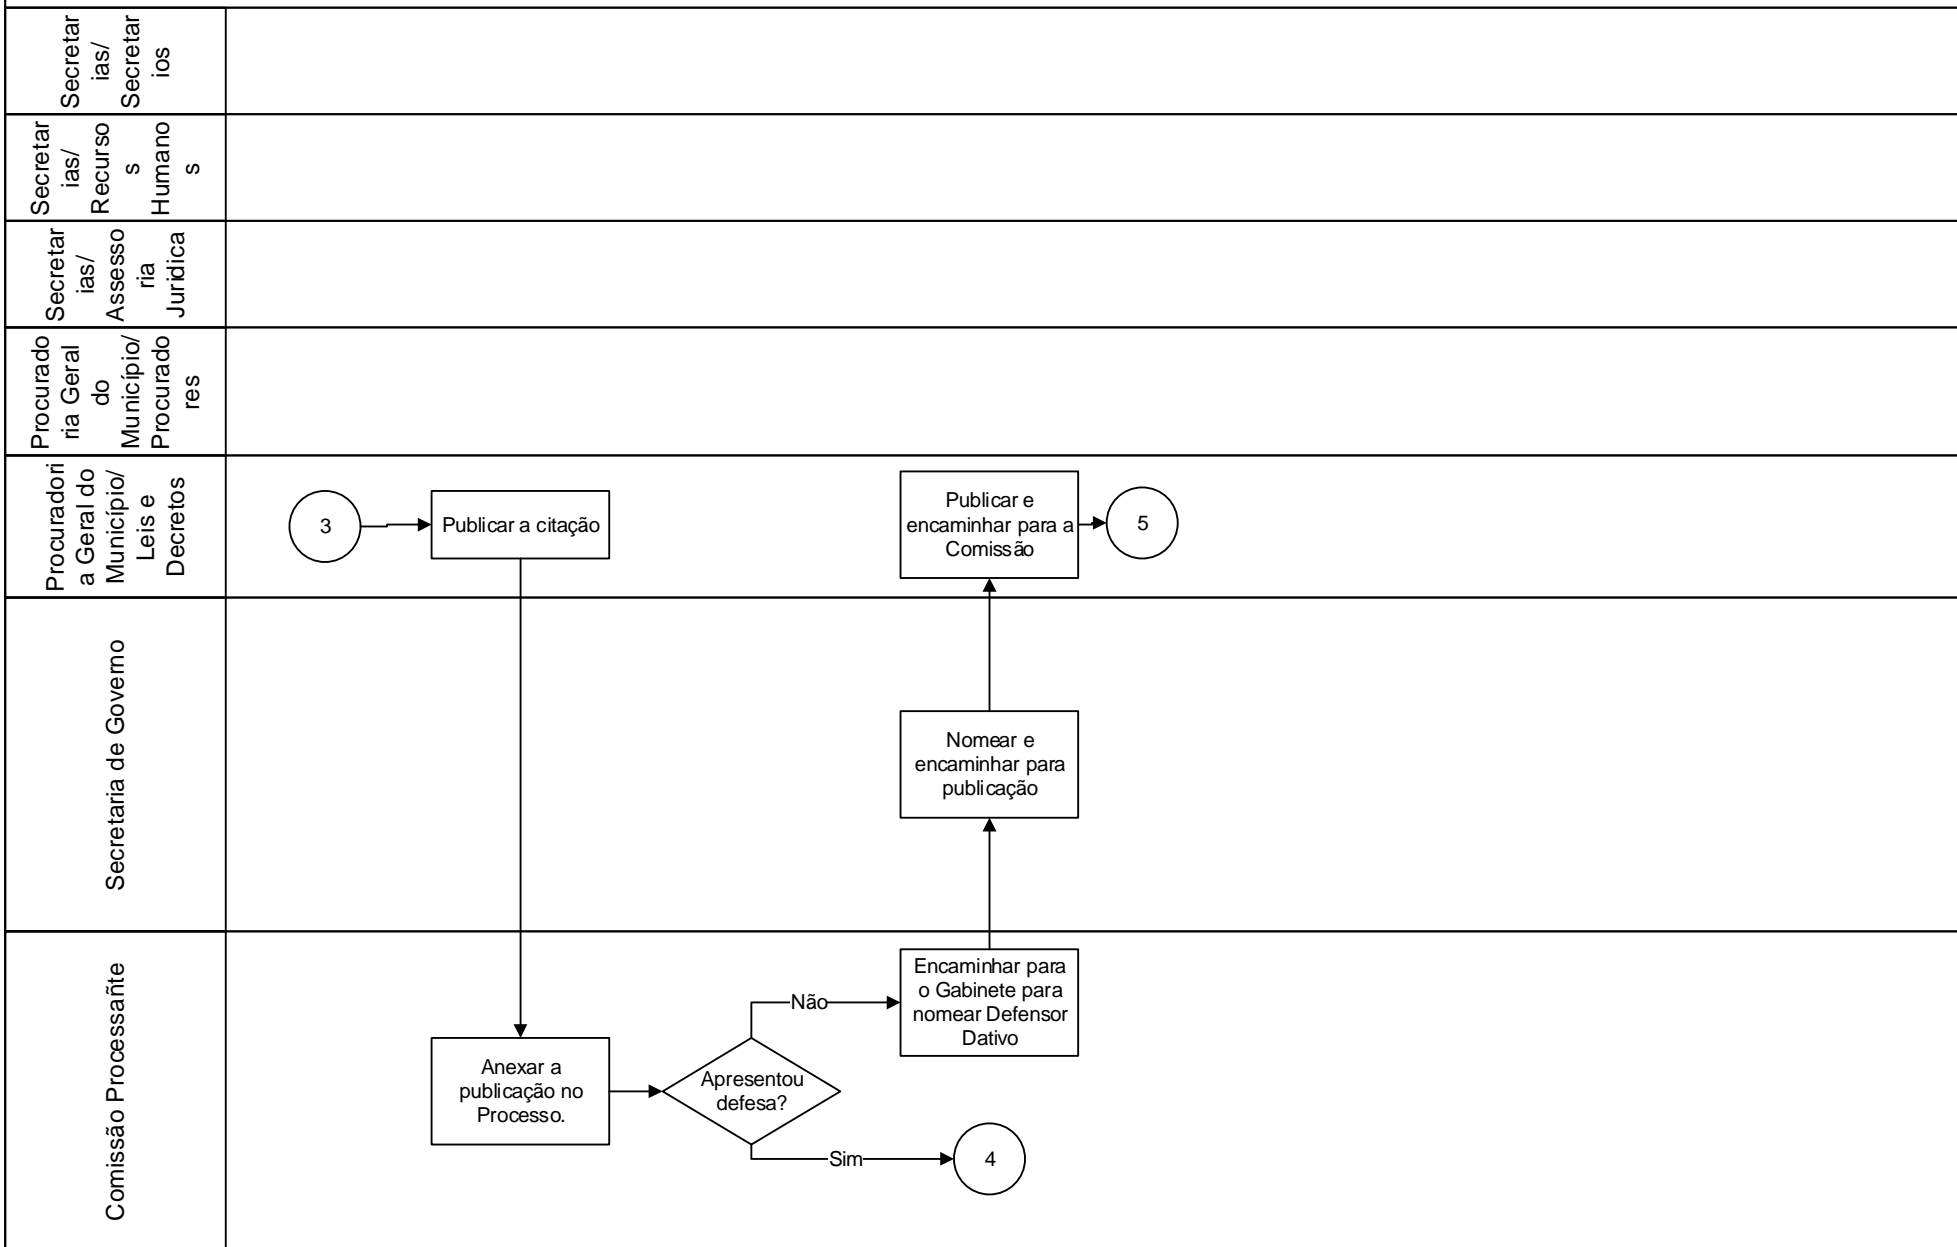 Secretar
ias/
Secretar
ios
Secretar
ias/
Recurso
s
Humano
s
Secretar
ias/
Assesso
ria
Juridica
Procurado
ria Geral
do
Município/
Procurado
res
Procuradori
a Geral do
Município/
Leis e
Decretos
3
Publicar a citação
Publicar e
encaminhar para a
Comissão
5
Secretaria de Governo
Nomear e
encaminhar para
publicação
Comissão Processañte
Encaminhar para
o Gabinete para
nomear Defensor
Dativo
Não
Anexar a
publicação no
Processo.
Apresentou
defesa?
Sim
4